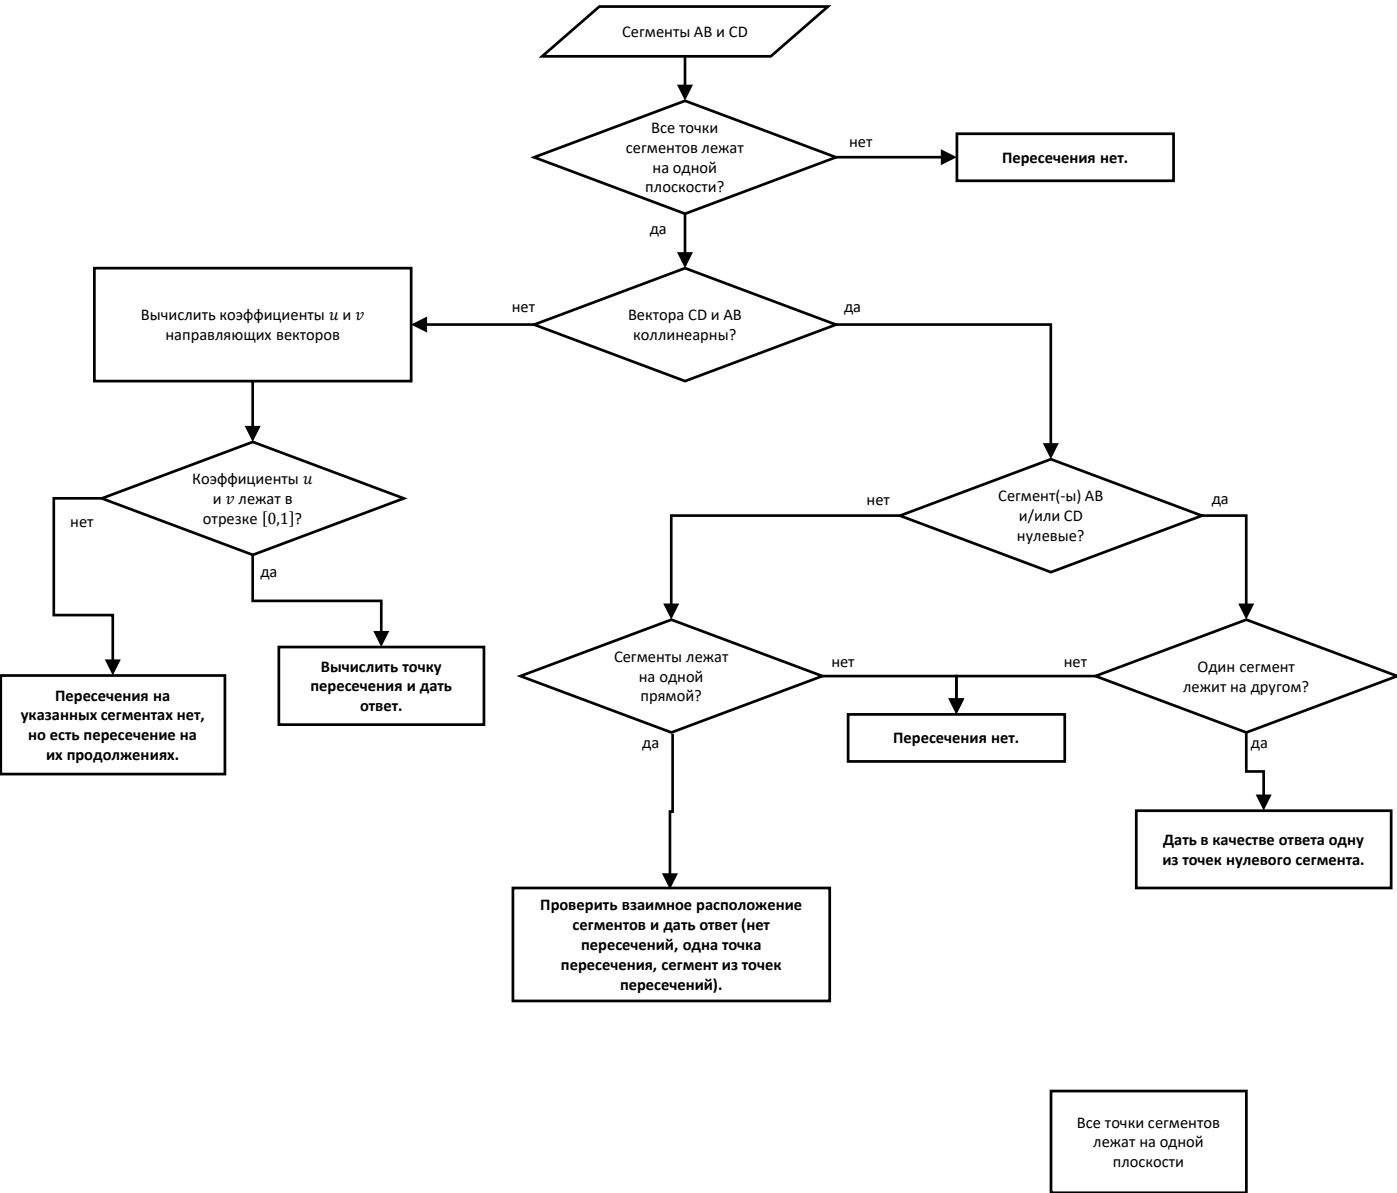 Сегменты AB и CD
Все точки
сегментов лежат
на одной
плоскости?
нет
Пересечения нет.
да
Вычислить коэффициенты u и v
направляющих векторов
нет
Вектора CD и AB
коллинеарны?
да
Коэффициенты u
и v лежат в
отрезке [0,1]?
нет
да
нет
Сегмент(-ы) AB
и/или CD
нулевые?
да
Пересечения на
указанных сегментах нет,
но есть пересечение на
их продолжениях.
Вычислить точку
пересечения и дать
ответ.
Сегменты лежат
на одной
прямой?
нет
нет
Один сегмент
лежит на другом?
Пересечения нет.
да
да
Дать в качестве ответа одну
из точек нулевого сегмента.
Проверить взаимное расположение
сегментов и дать ответ (нет
пересечений, одна точка
пересечения, сегмент из точек
пересечений).
Все точки сегментов
лежат на одной
плоскости